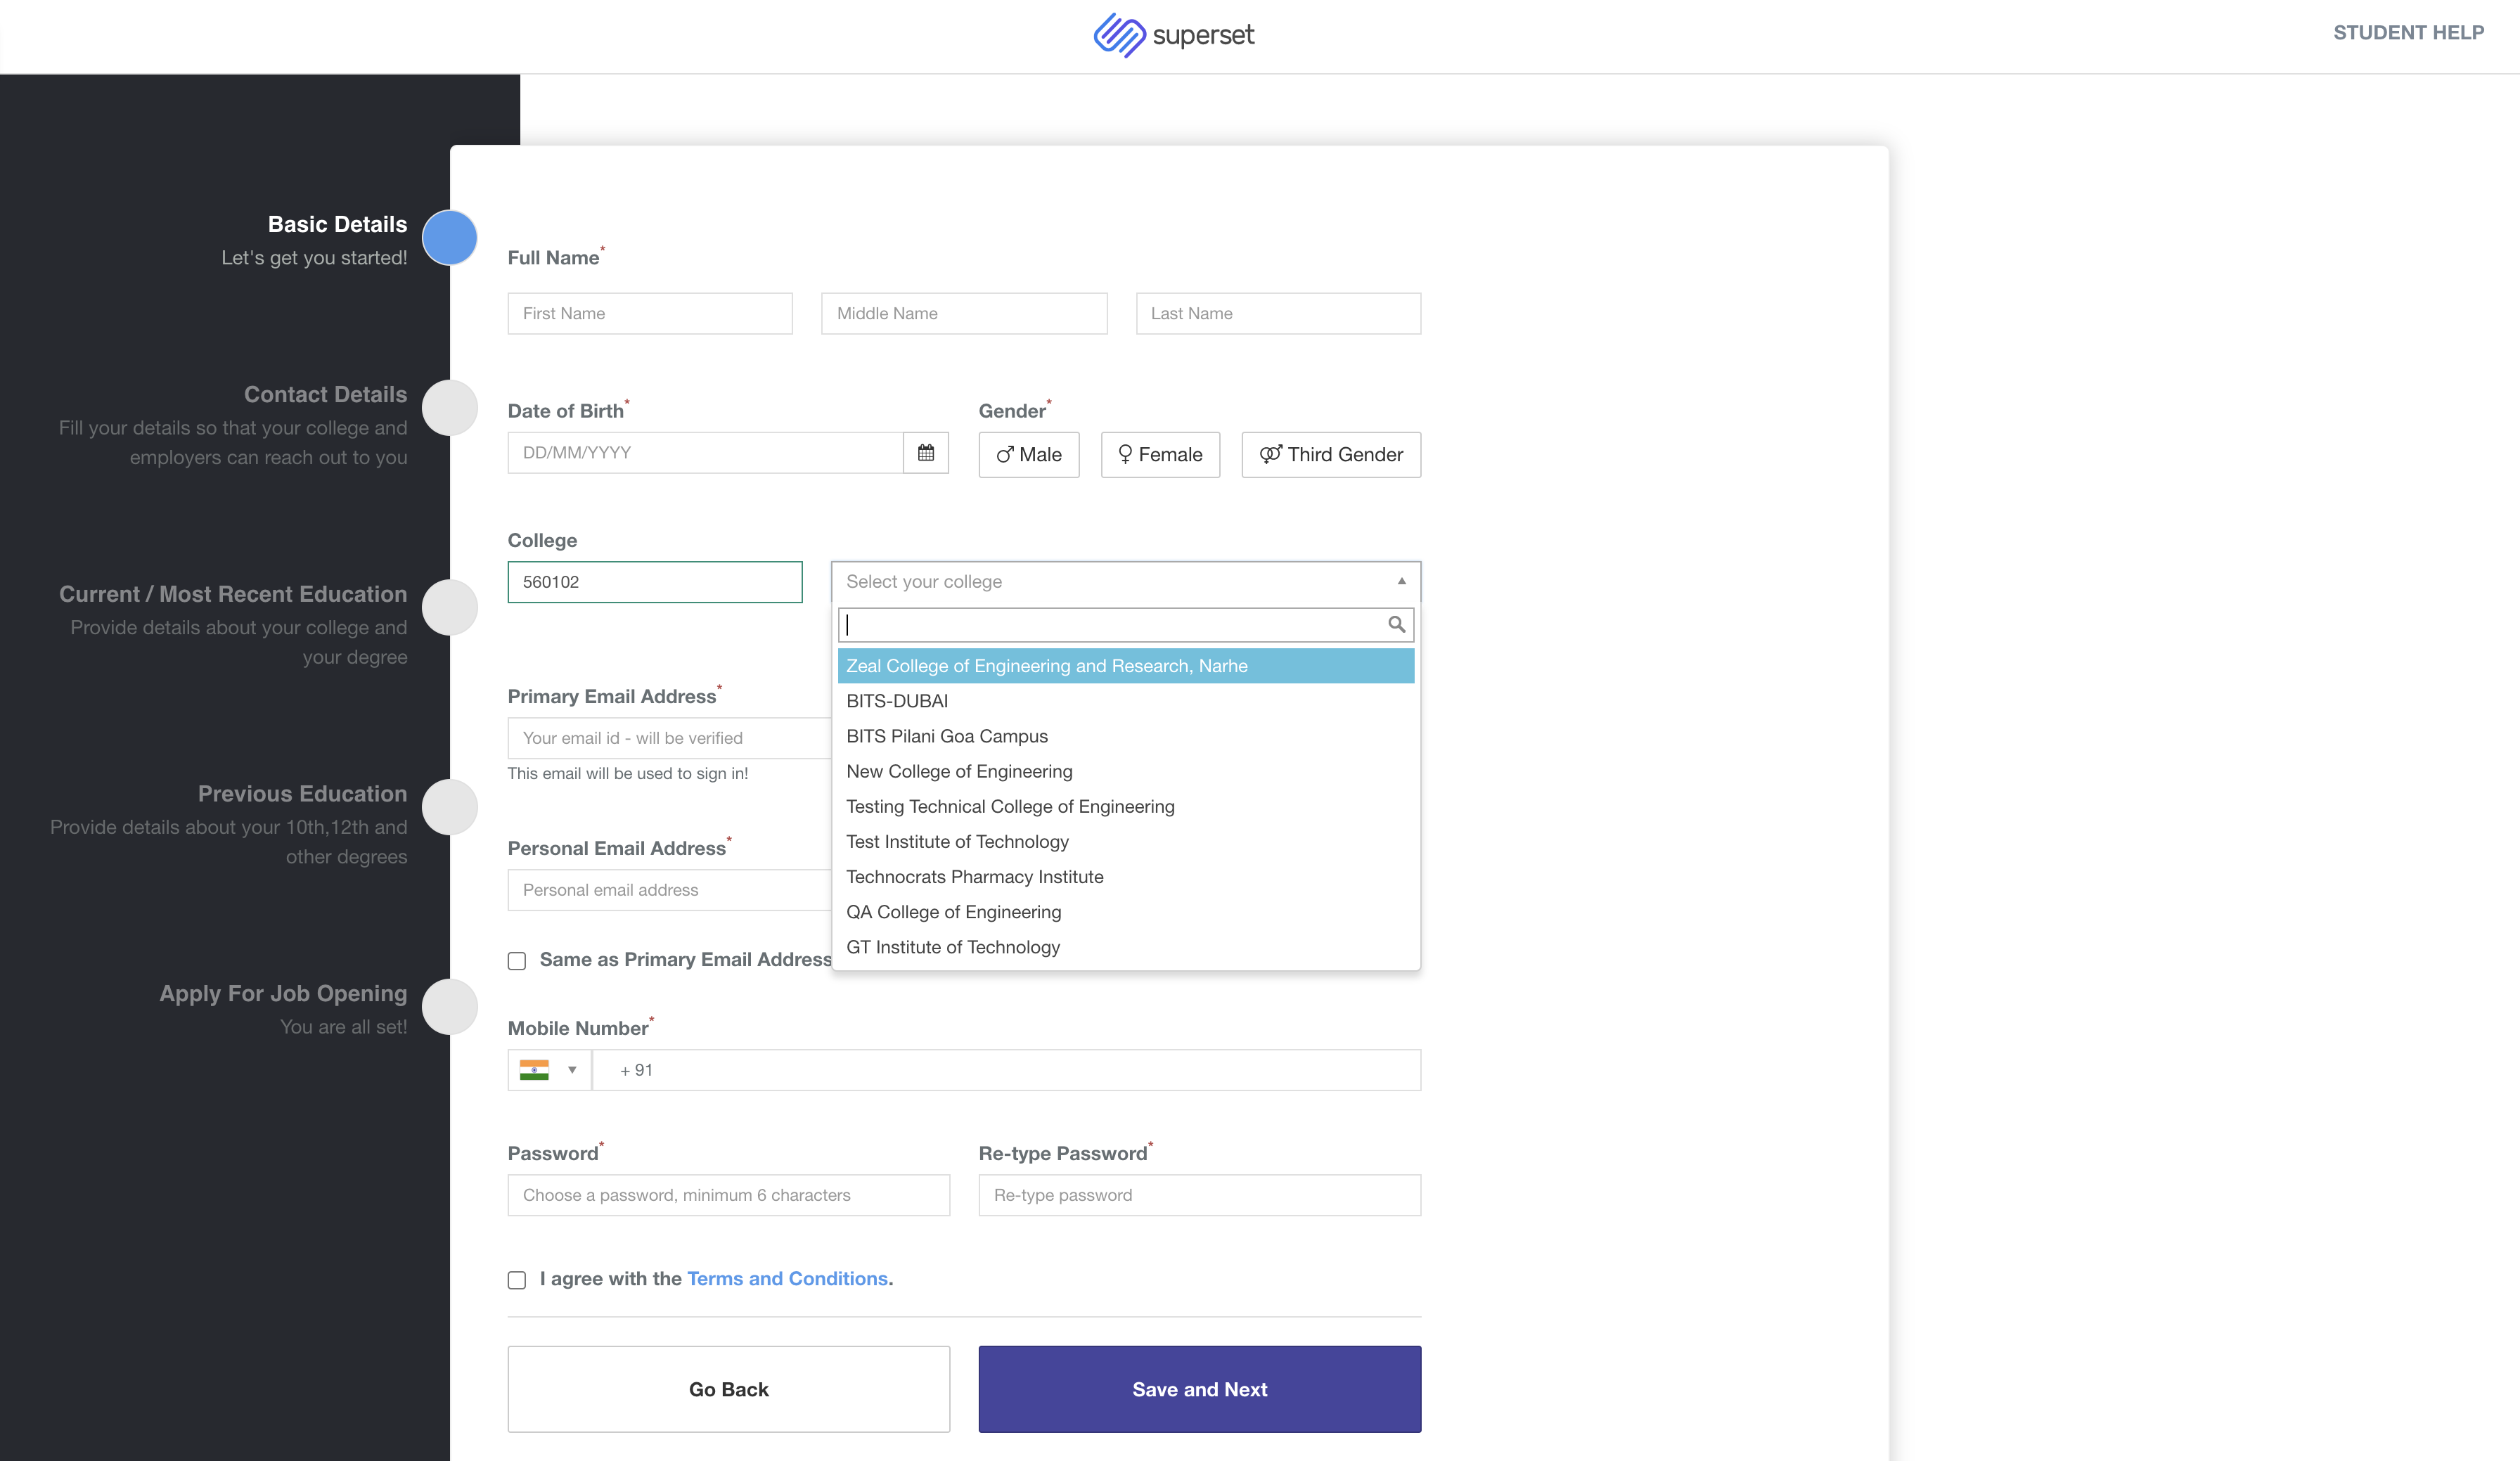 superset
STUDENT HELP
Basic Details
Let's get you started!
Contact Details
Fill your details so that your college and
employers can reach out to you
Current / Most Recent Education
Provide details about your college and
your degree
Previous Education
Provide details about your 10th,12th and
other degrees
Apply For Job Opening
You are all set!
Full Name*
First Name
Middle Name
Last Name
Date of Birth*
Gender*
DD/MM/YYYY
Male
Female
Third Gender
College
560102
Select your college
Zeal College of Engineering and Research, Narhe
BITS-DUBAI
BITS Pilani Goa Campus
New College of Engineering
Testing Technical College of Engineering
Test Institute of Technology
Technocrats Pharmacy Institute
QA College of Engineering
GT Institute of Technology
Primary Email Address*
Your email id - will be verified
This email will be used to sign in!
Personal Email Address*
Personal email address
Same as Primary Email Address
Mobile Number*
+ 91
Password*
Re-type Password*
Choose a password, minimum 6 characters
Re-type password
I agree with the Terms and Conditions.
Go Back
Save and Next